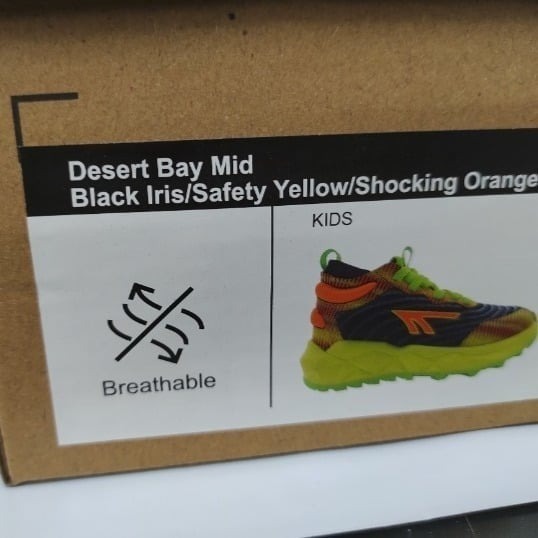 Desert Bay Mid
Black Iris/Safety Yellow/Shocking Orange
KIDS
Breathable